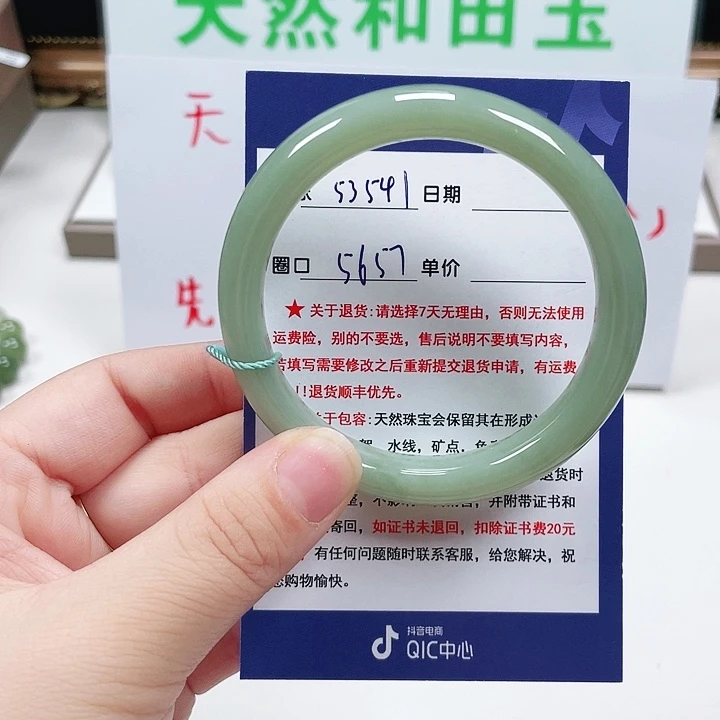 天然和田玉
天
53541 日期
圈口 5657 单价
先
★ 关于退货:请选择7天无理由，否则无法使用
运费险，别的不要选，售后说明不要填写内容，
若填写需要修改之后重新提交退货申请，有运费
!!退货顺丰优先。
关于包容:天然珠宝会保留其在形成
水线，矿点，
退货时
并附带证书和
寄回，如证书未退回，扣除证书费20元
有任何问题随时联系客服，给您解决，祝
您购物愉快。
抖音电商
QIC中心